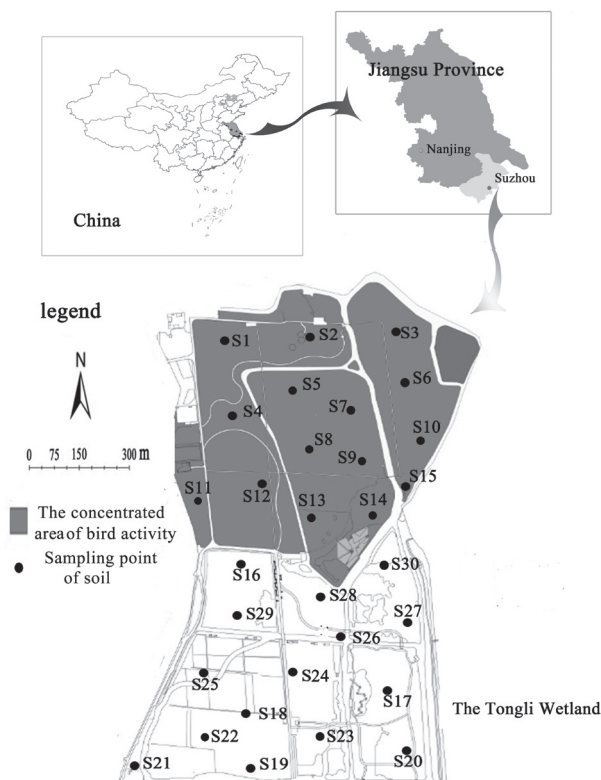 Jiangsu Province
Nanjing
Suzhou
China
legend
N
0 75 150 300 m
The concentrated
area of bird activity
Sampling point
of soil
S1
S2
S3
S5
S6
S4
S7
S10
S8
S9
S15
S11
S12
S13
S14
S16
S30
S28
S29
S27
S26
S25
S24
S17
S18
The Tongli Wetland
S22
S23
S21
S19
S20